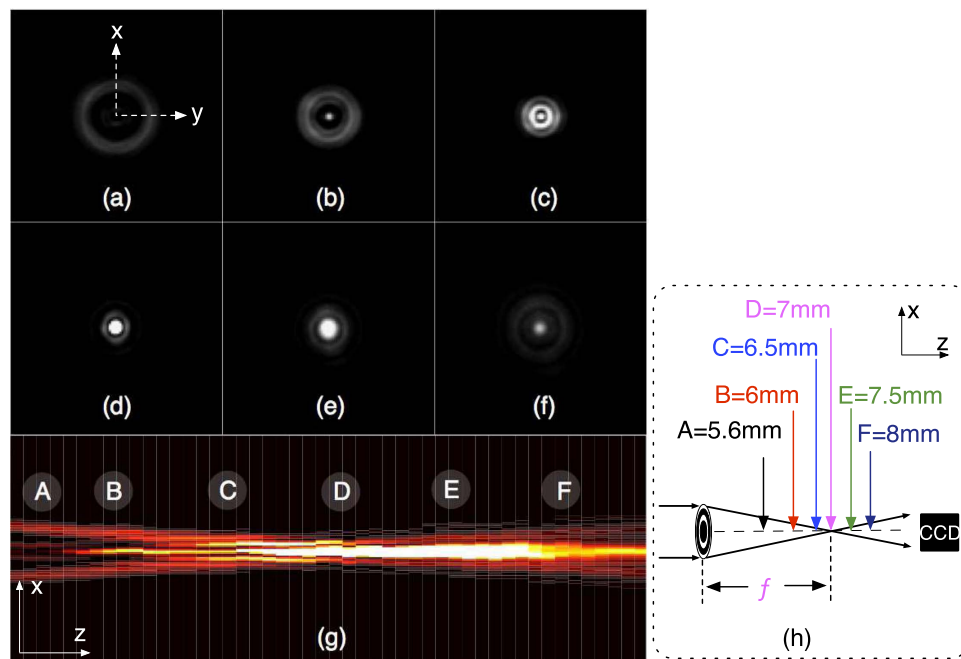 x
y
(a)
(b)
(c)
(d)
(e)
(f)
A
B
C
D
E
F
x
z
(g)
D=7mm
x
C=6.5mm
z
B=6mm
E=7.5mm
A=5.6mm
F=8mm
CCD
f
(h)